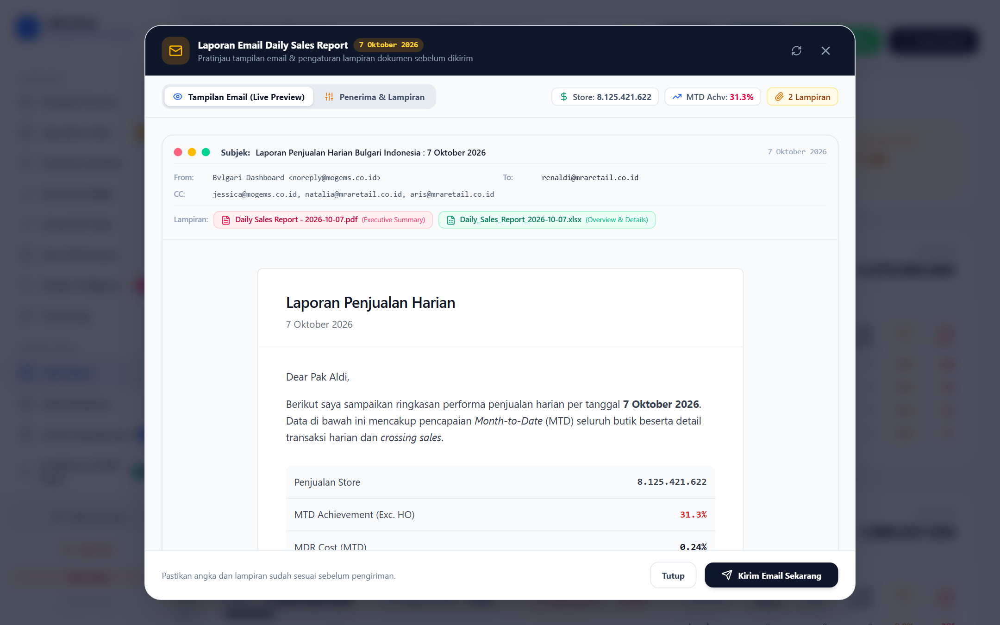 Laporan Email Daily Sales Report 7 Oktober 2026
Pratinjau tampilan email & pengaturan lampiran dokumen sebelum dikirim
Tampilan Email (Live Preview) Penerima & Lampiran Store: 8.125.421.622 MTD Achv: 31.3% 2 Lampiran
Subjek: Laporan Penjualan Harian Bulgari Indonesia : 7 Oktober 2026 7 Oktober 2026
From: Bvlgari Dashboard <noreply@mogems.co.id> To: renaldi@mraretail.co.id
CC: jessica@mogems.co.id, natalia@mraretail.co.id, aris@mraretail.co.id
Lampiran: Daily Sales Report - 2026-10-07.pdf (Executive Summary) Daily_Sales_Report_2026-10-07.xlsx (Overview & Details)
Laporan Penjualan Harian
7 Oktober 2026
Dear Pak Aldi,
Berikut saya sampaikan ringkasan performa penjualan harian per tanggal 7 Oktober 2026.
Data di bawah ini mencakup pencapaian Month-to-Date (MTD) seluruh butik beserta detail
transaksi harian dan crossing sales.
Penjualan Store 8.125.421.622
MTD Achievement (Exc. HO) 31.3%
MDR Cost (MTD) 0.24%
Pastikan angka dan lampiran sudah sesuai sebelum pengiriman. Tutup Kirim Email Sekarang